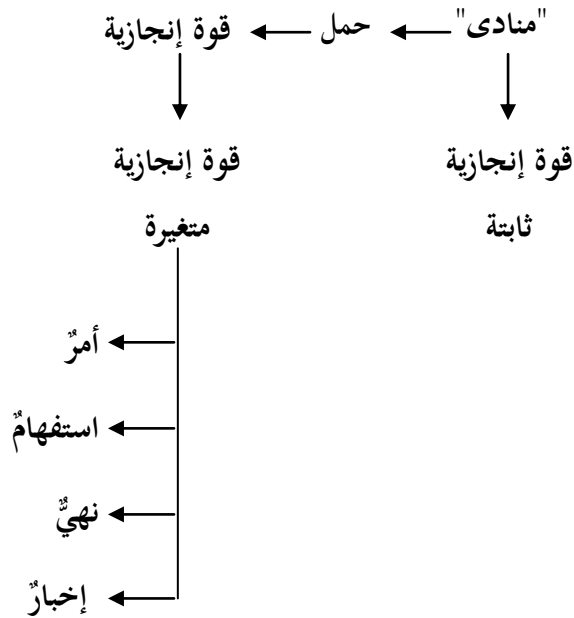 "منادى" حمل قوة إنجازية
قوة إنجازية قوة إنجازية
ثابتة متغيرة
أمرٌ
استفهامٌ
نهيٌّ
إخبارٌ